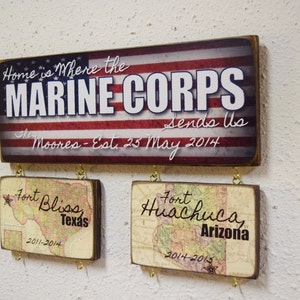 Home is Where the
MARINE CORPS
Sends Us
The
Moores - Est. 25 May 2014
Fort
Bliss,
Texas
2011-2014
Fort
Huachuca,
Arizona
2014-2015